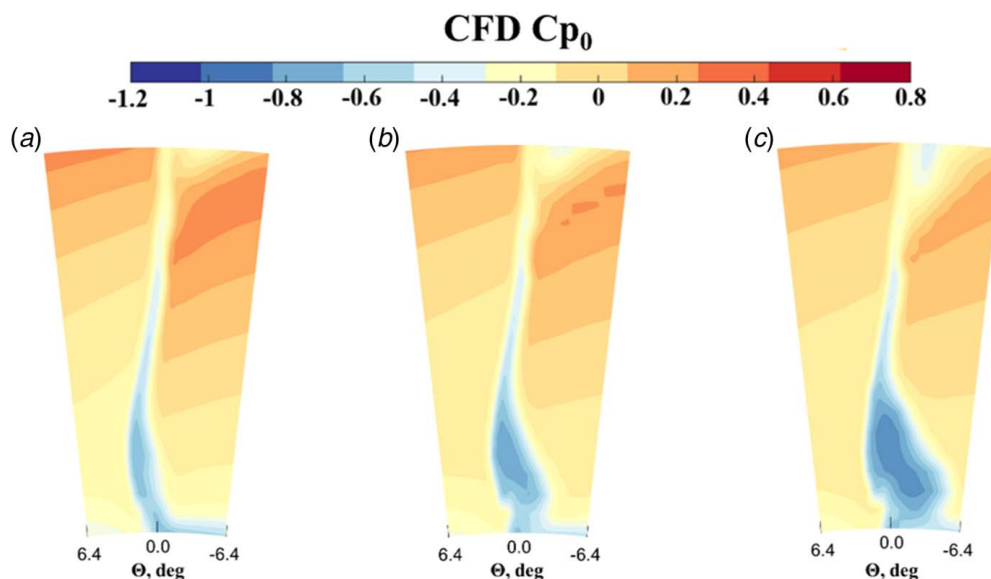 CFD Cp₀
-1.2 -1 -0.8 -0.6 -0.4 -0.2 0 0.2 0.4 0.6 0.8
(a) (b) (c)
6.4 0.0 -6.4 6.4 0.0 -6.4 6.4 0.0 -6.4
Θ, deg Θ, deg Θ, deg